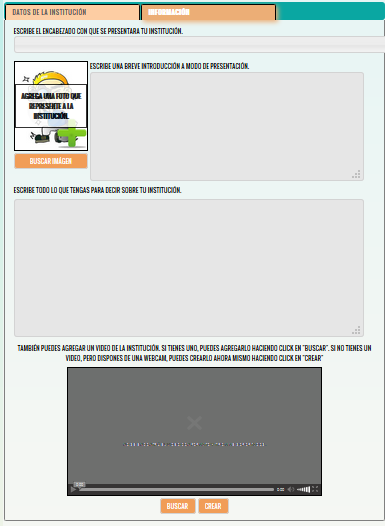 DATOS DE LA INSTITUCIÓN
INFORMACIÓN
ESCRIBE EL ENCABEZADO CON QUE SE PRESENTARA TU INSTITUCIÓN.
ESCRIBE UNA BREVE INTRODUCCIÓN A MODO DE PRESENTACIÓN.
AGREGA UNA FOTO QUE
REPRESENTE A LA
INSTITUCIÓN.
BUSCAR IMÁGEN
ESCRIBE TODO LO QUE TENGAS PARA DECIR SOBRE TU INSTITUCIÓN.
TAMBIÉN PUEDES AGREGAR UN VIDEO DE LA INSTITUCIÓN. SI TIENES UNO, PUEDES AGREGARLO HACIENDO CLICK EN "BUSCAR". SI NO TIENES UN
VIDEO, PERO DISPONES DE UNA WEBCAM, PUEDES CREARLO AHORA MISMO HACIENDO CLICK EN "CREAR"
BUSCAR
CREAR